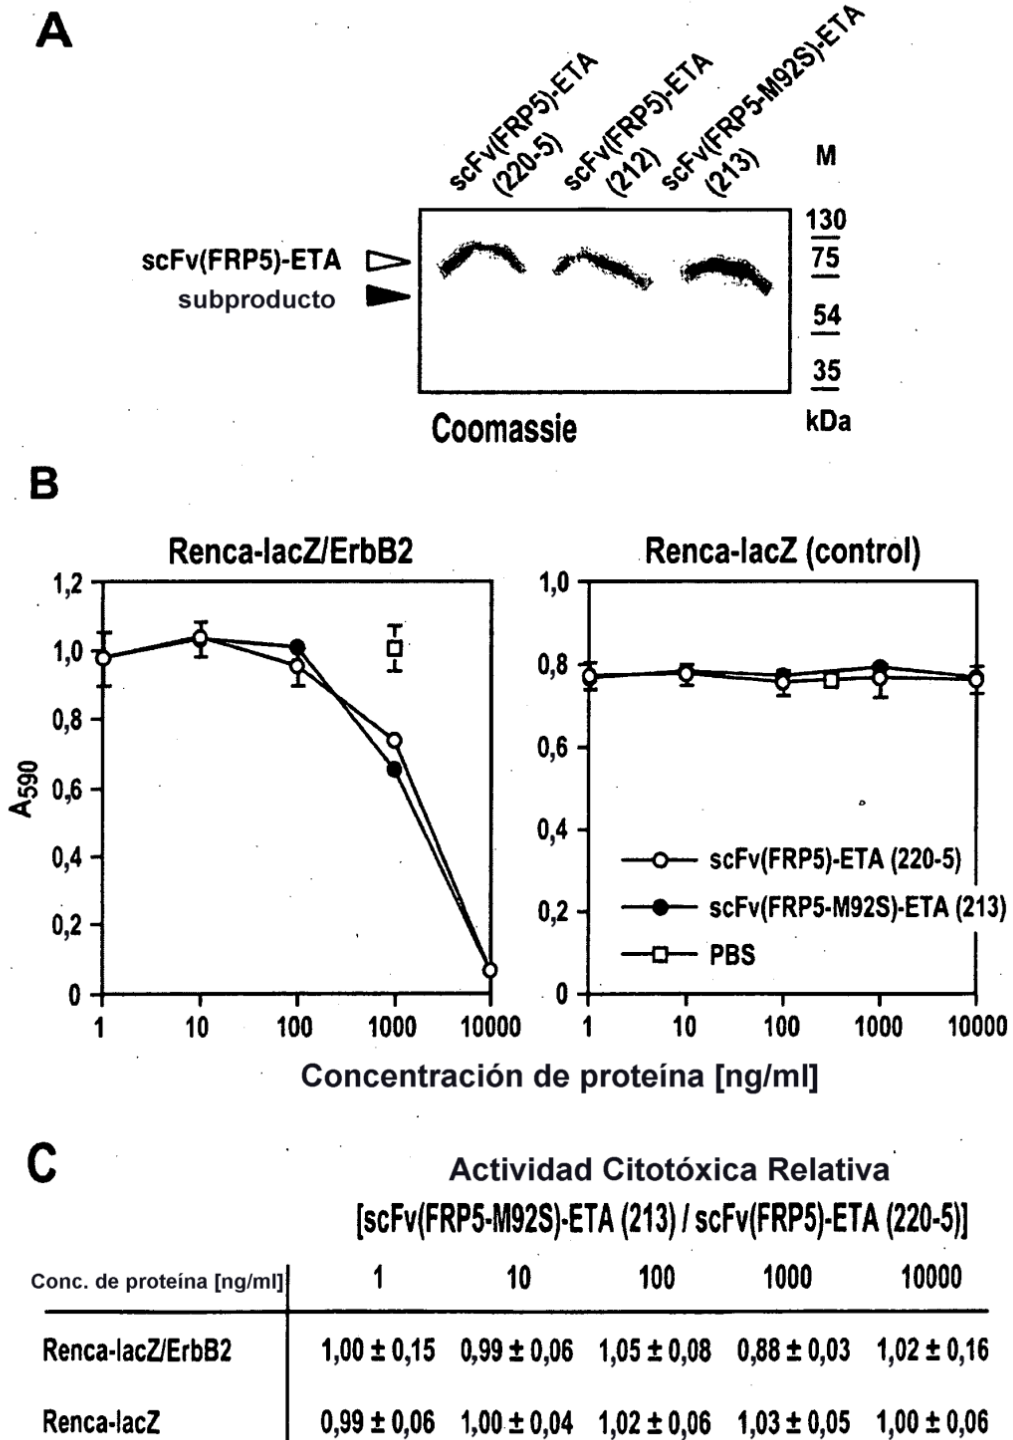 A
scFv(FRP5)-ETA
(220-5)
scFv(FRP5)-ETA
(212)
scFv(FRP5-M92S)-ETA
(213)
M
130
75
54
35
kDa
scFv(FRP5)-ETA
subproducto
Coomassie
B
Renca-lacZ/ErbB2
Renca-lacZ (control)
A590
1,2
1,0
0,8
0,6
0,4
0,2
0
1 10 100 1000 10000
1,0
0,8
0,6
0,4
0,2
0
scFv(FRP5)-ETA (220-5)
scFv(FRP5-M92S)-ETA (213)
PBS
1 10 100 1000 10000
Concentración de proteína [ng/ml]
C
Actividad Citotóxica Relativa
[scFv(FRP5-M92S)-ETA (213) / scFv(FRP5)-ETA (220-5)]
Conc. de proteína [ng/ml] 1 10 100 1000 10000
Renca-lacZ/ErbB2 1,00 ± 0,15 0,99 ± 0,06 1,05 ± 0,08 0,88 ± 0,03 1,02 ± 0,16
Renca-lacZ 0,99 ± 0,06 1,00 ± 0,04 1,02 ± 0,06 1,03 ± 0,05 1,00 ± 0,06